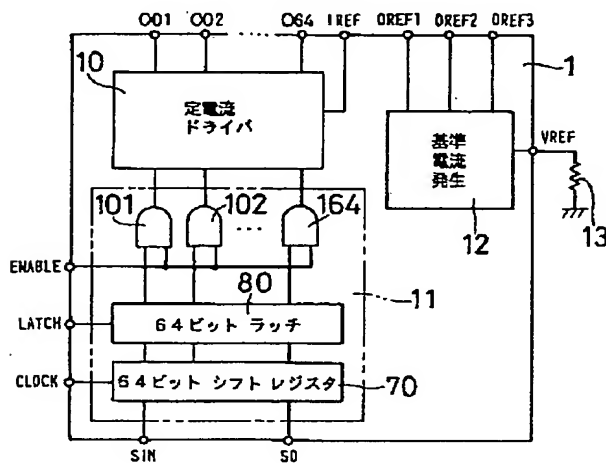 O01 O02 ···· O64 IREF OREF1 OREF2 OREF3
10
1
定電流
ドライバ
基準
電流
発生
VREF
12
13
101
102
···
164
ENABLE
80
11
LATCH
64ビット ラッチ
CLOCK
64ビット シフト レジスタ
70
SIN
SO